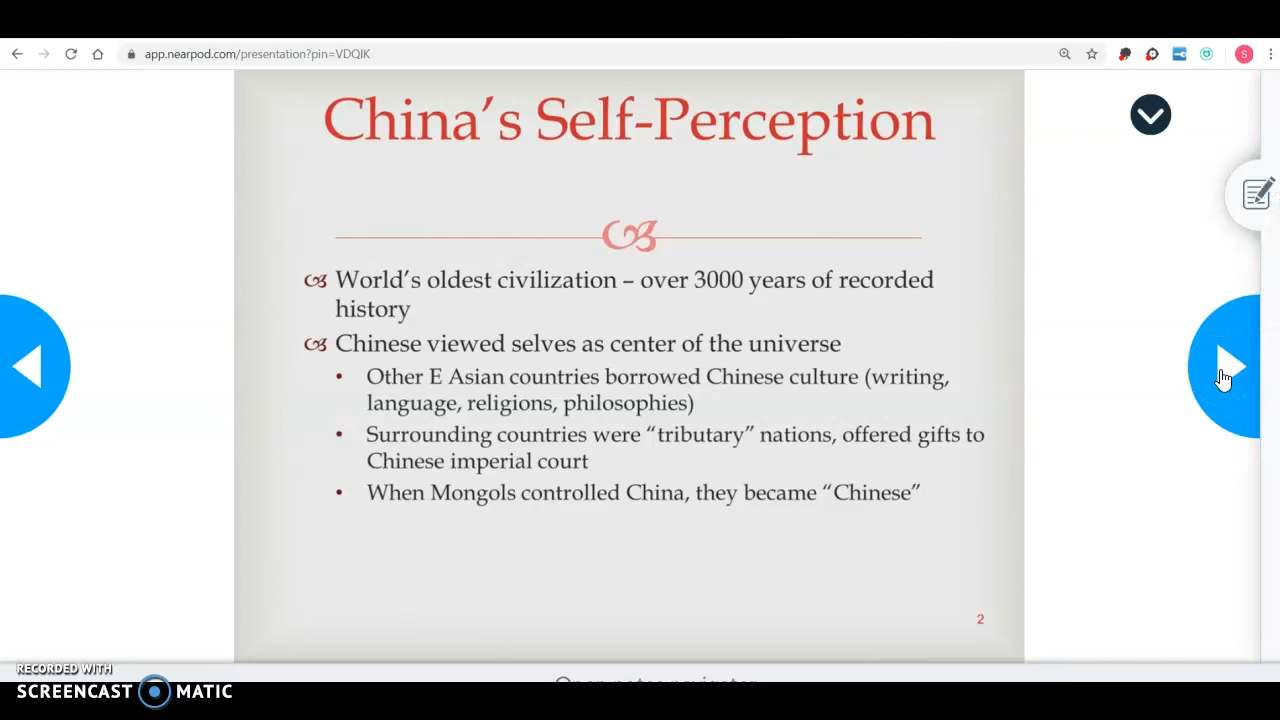 app.nearpod.com/presentation?pin=VDQIK
S
China's Self-Perception
World's oldest civilization – over 3000 years of recorded
history
Chinese viewed selves as center of the universe
• Other E Asian countries borrowed Chinese culture (writing,
language, religions, philosophies)
• Surrounding countries were “tributary” nations, offered gifts to
Chinese imperial court
• When Mongols controlled China, they became “Chinese”
2
RECORDED WITH
SCREENCAST MATIC